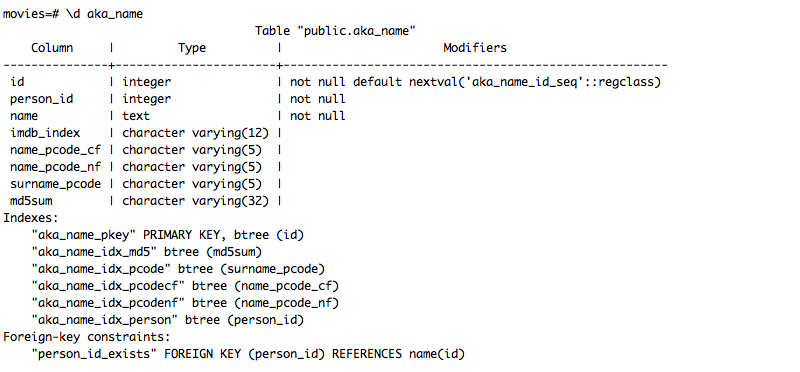 movies=# \d aka_name
                                  Table "public.aka_name"
    Column     |         Type          |                       Modifiers
---------------+-----------------------+-------------------------------------------------------
 id            | integer               | not null default nextval('aka_name_id_seq'::regclass)
 person_id     | integer               | not null
 name          | text                  | not null
 imdb_index    | character varying(12) |
 name_pcode_cf | character varying(5)  |
 name_pcode_nf | character varying(5)  |
 surname_pcode | character varying(5)  |
 md5sum        | character varying(32) |
Indexes:
    "aka_name_pkey" PRIMARY KEY, btree (id)
    "aka_name_idx_md5" btree (md5sum)
    "aka_name_idx_pcode" btree (surname_pcode)
    "aka_name_idx_pcodecf" btree (name_pcode_cf)
    "aka_name_idx_pcodenf" btree (name_pcode_nf)
    "aka_name_idx_person" btree (person_id)
Foreign-key constraints:
    "person_id_exists" FOREIGN KEY (person_id) REFERENCES name(id)